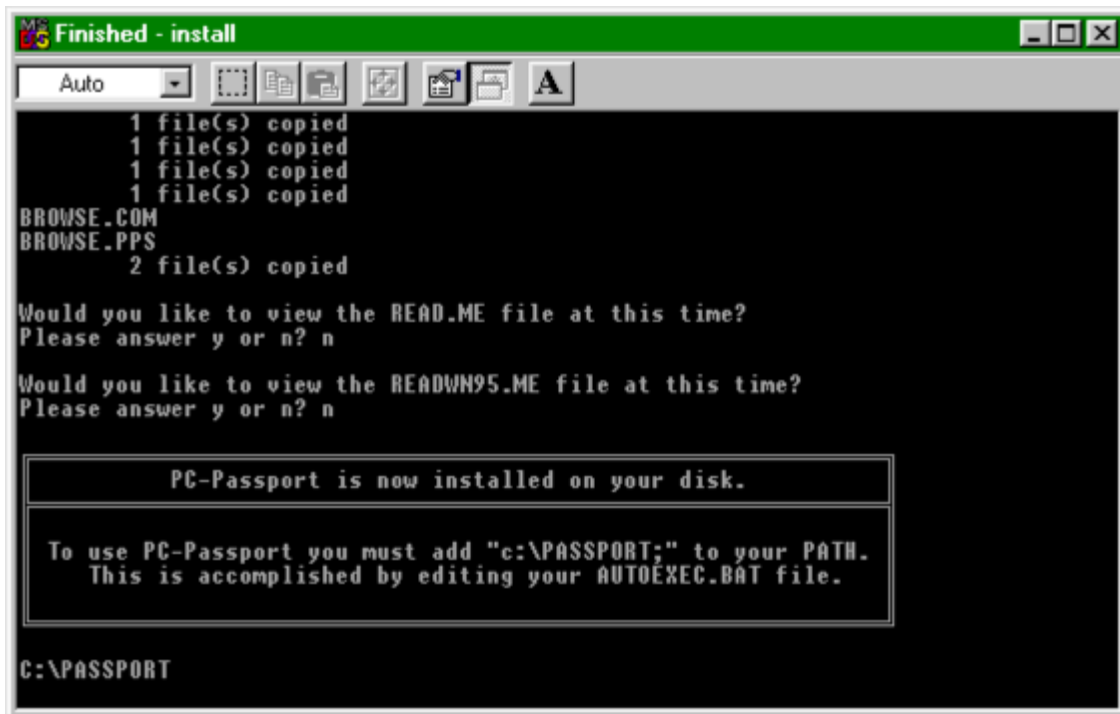 Finished - install
Auto
A
1 file(s) copied
1 file(s) copied
1 file(s) copied
1 file(s) copied
BROWSE.COM
BROWSE.PPS
2 file(s) copied
Would you like to view the READ.ME file at this time?
Please answer y or n? n
Would you like to view the READWN95.ME file at this time?
Please answer y or n? n
PC-Passport is now installed on your disk.
To use PC-Passport you must add "c:\PASSPORT;" to your PATH.
This is accomplished by editing your AUTOEXEC.BAT file.
C:\PASSPORT